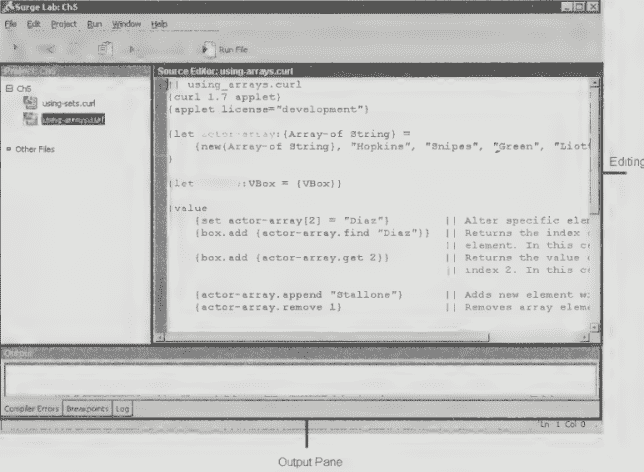 Surge Lab: Ch5
File Edit Project Run Window Help
Run File
Project: Ch5
Source Editor: using-arrays.curl
Ch5
using-sets.curl
using-arrays.curl
Other Files
|| using_arrays.curl
{curl 1.7 applet}
{applet license="development"}
{let actor-array:{Array-of String} =
{new{Array-of String}, "Hopkins", "Snipes", "Green", "Liott
}
{let :VBox = {VBox}}
{value
{set actor-array[2] = "Diaz"} || Alter specific elem
{box.add {actor-array.find "Diaz"}} || Returns the index o
|| element. In this ca
{box.add {actor-array.get 2}} || Returns the value o
|| index 2. In this ca
{actor-array.append "Stallone"} || Adds new element wi
{actor-array.remove 1} || Removes array eleme
Editing
Output
Compiler Errors Breakpoints Log
Ln 1 Col 0
Output Pane